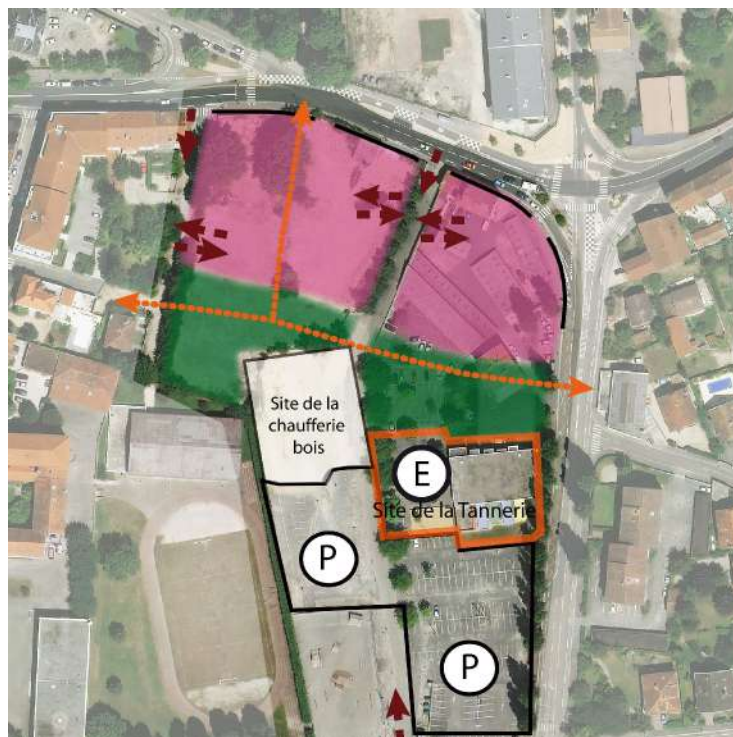 Site de la
chaufferie
bois
E
Site de la Tannerie
P
P